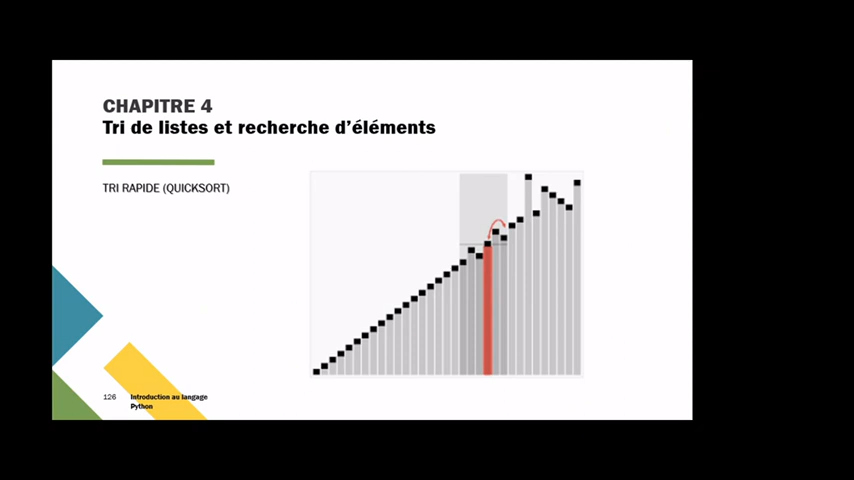 CHAPITRE 4
Tri de listes et recherche d'éléments
TRI RAPIDE (QUICKSORT)
126 Introduction au langage
Python